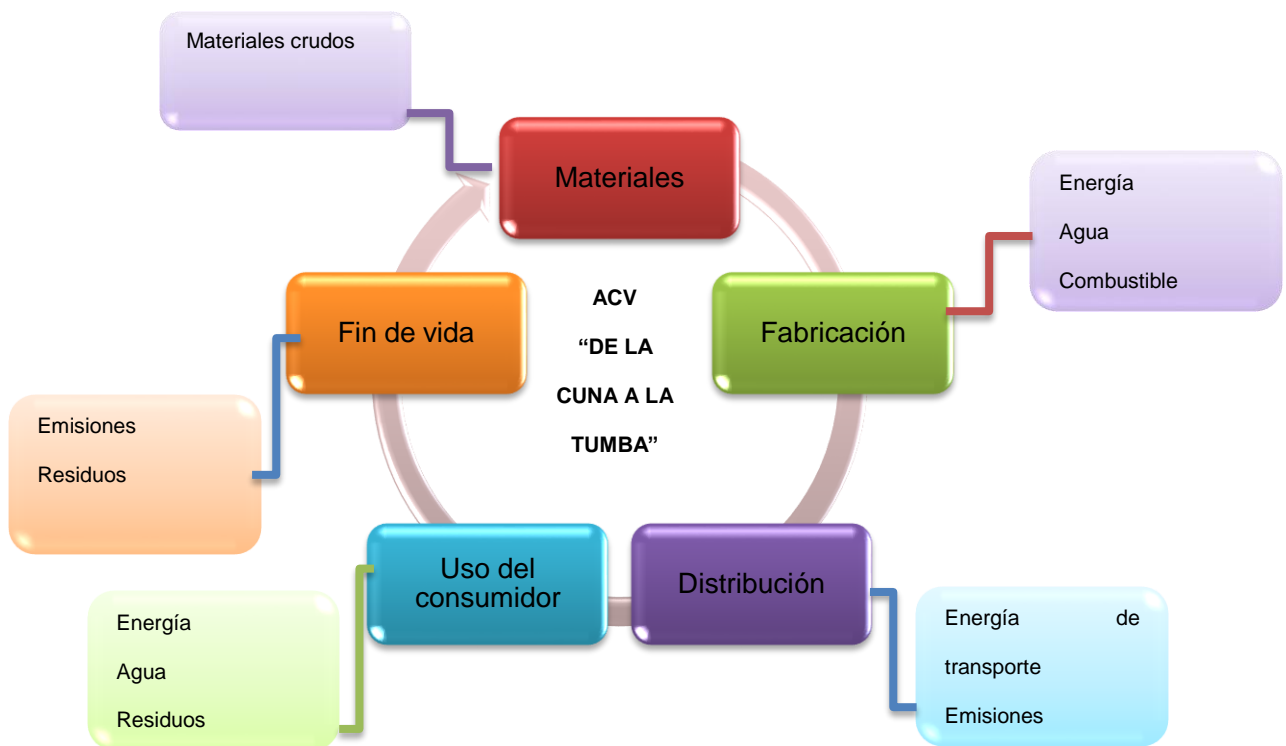 Materiales crudos
Materiales
Energía
Agua
Combustible
Fabricación
ACV
“DE LA
CUNA A LA
TUMBA”
Fin de vida
Emisiones
Residuos
Uso del
consumidor
Distribución
Energía
Agua
Residuos
Energía de
transporte
Emisiones